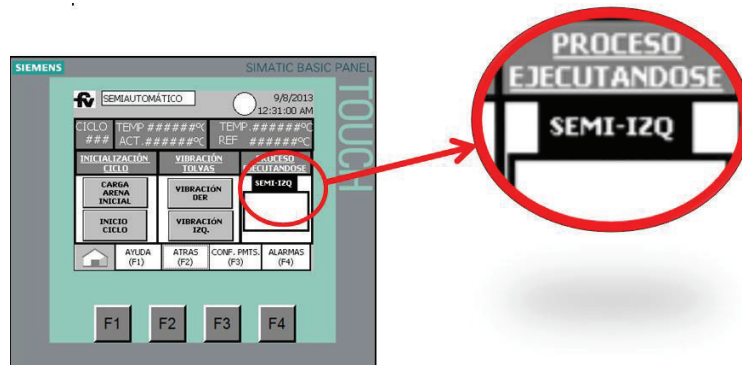 SIEMENS
SIMATIC BASIC PANEL
TOUCH
fv SEMIAUTOMÁTICO
9/8/2013
12:31:00 AM
CICLO TEMP ######ºC TEMP.######ºC
### ACT.######ºC REF ######ºC
INICIALIZACIÓN CICLO
VIBRACIÓN TOLVAS
PROCESO EJECUTANDOSE
CARGA ARENA INICIAL
VIBRACIÓN DER
SEMI-IZQ
INICIO CICLO
VIBRACIÓN IZQ.
AYUDA (F1)
ATRAS (F2)
CONF. PMTS. (F3)
ALARMAS (F4)
F1 F2 F3 F4
PROCESO
EJECUTANDOSE
SEMI-IZQ